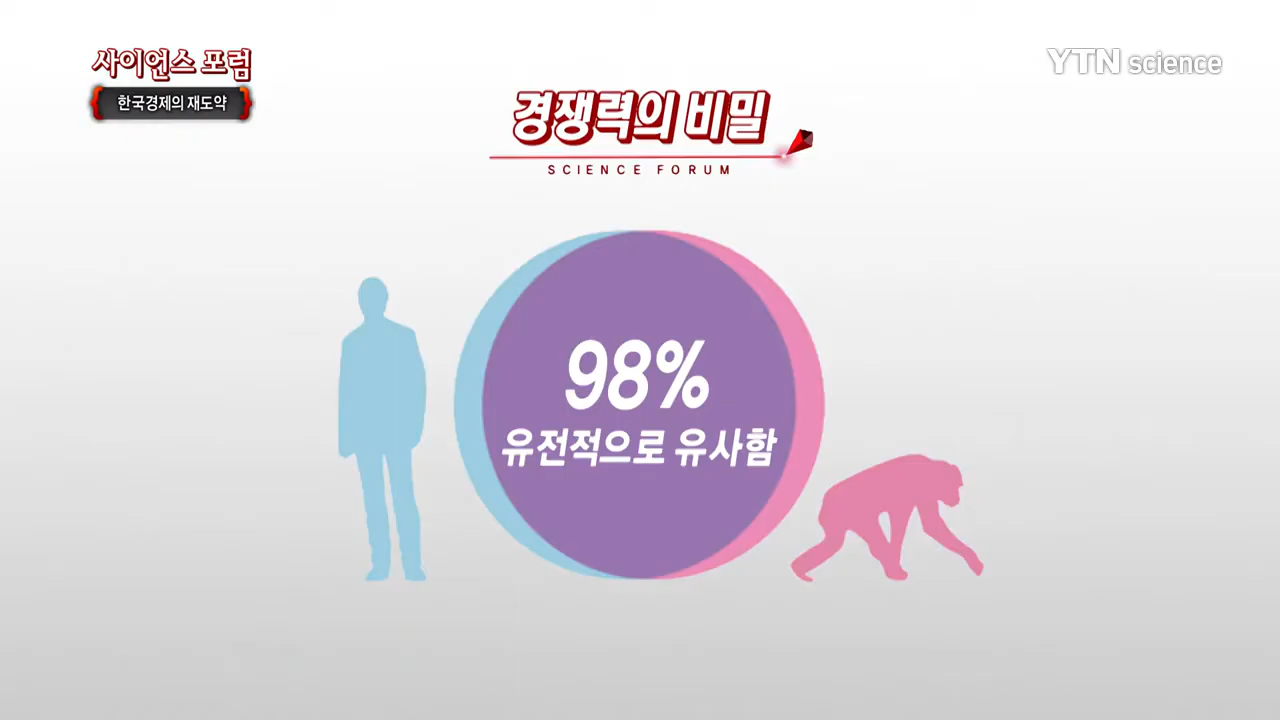 사이언스 포럼
한국경제의 재도약
YTN science
경쟁력의 비밀
SCIENCE FORUM
98%
유전적으로 유사함